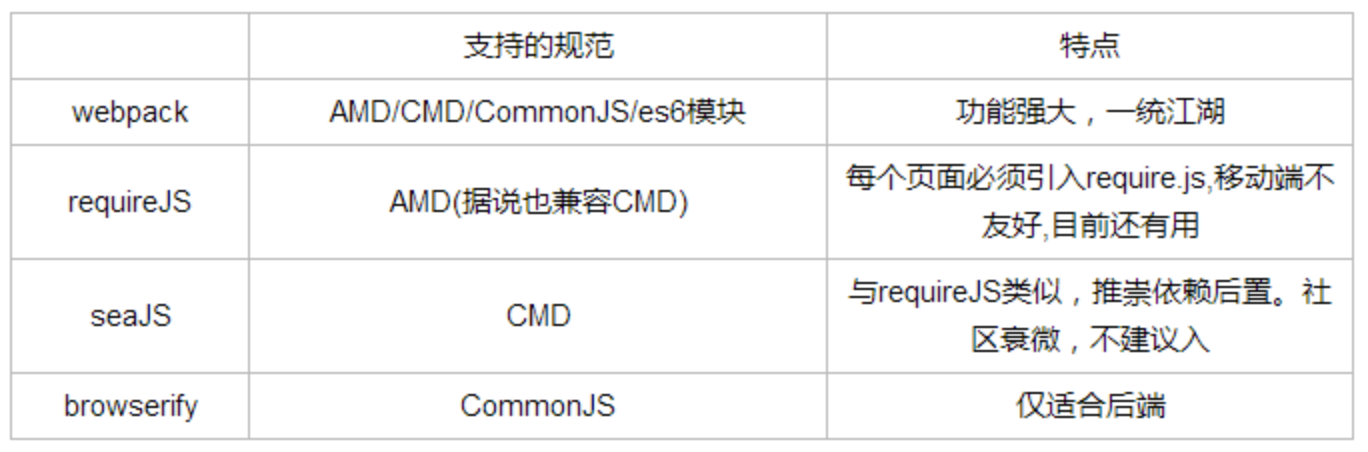 支持的规范 特点
webpack AMD/CMD/CommonJS/es6模块 功能强大，一统江湖
requireJS AMD(据说也兼容CMD) 每个页面必须引入require.js,移动端不
友好,目前还有用
seaJS CMD 与requireJS类似，推崇依赖后置。社
区衰微，不建议入
browserify CommonJS 仅适合后端